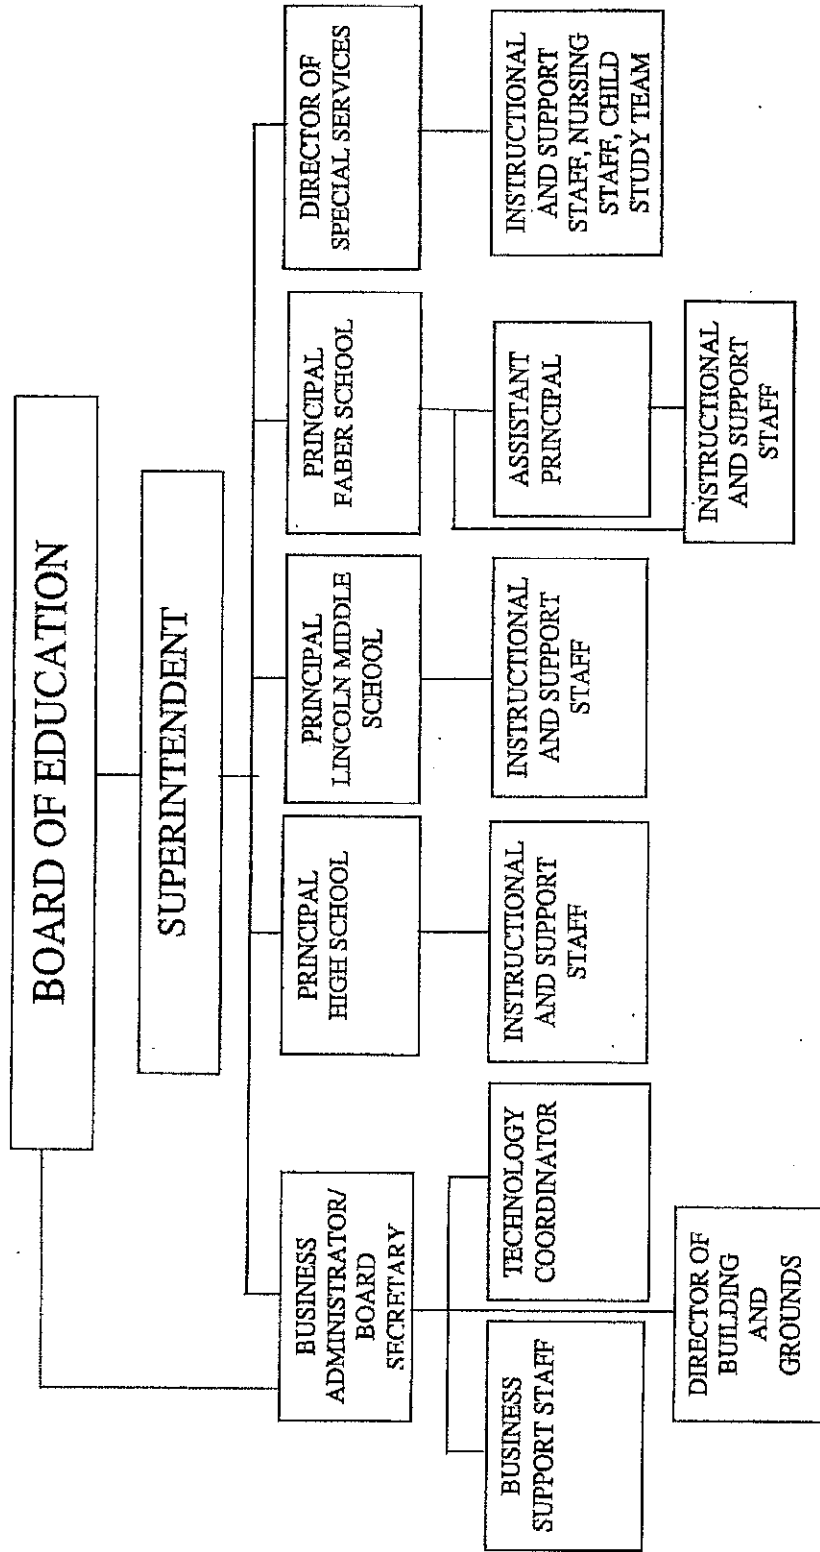 BOARD OF EDUCATION
SUPERINTENDENT
BUSINESS
ADMINISTRATOR/
BOARD
SECRETARY
PRINCIPAL
HIGH SCHOOL
PRINCIPAL
LINCOLN MIDDLE
SCHOOL
PRINCIPAL
FABER SCHOOL
DIRECTOR OF
SPECIAL SERVICES
BUSINESS
SUPPORT STAFF
TECHNOLOGY
COORDINATOR
INSTRUCTIONAL
AND SUPPORT
STAFF
INSTRUCTIONAL
AND SUPPORT
STAFF
ASSISTANT
PRINCIPAL
INSTRUCTIONAL
AND SUPPORT
STAFF, NURSING
STAFF, CHILD
STUDY TEAM
DIRECTOR OF
BUILDING
AND
GROUNDS
INSTRUCTIONAL
AND SUPPORT
STAFF